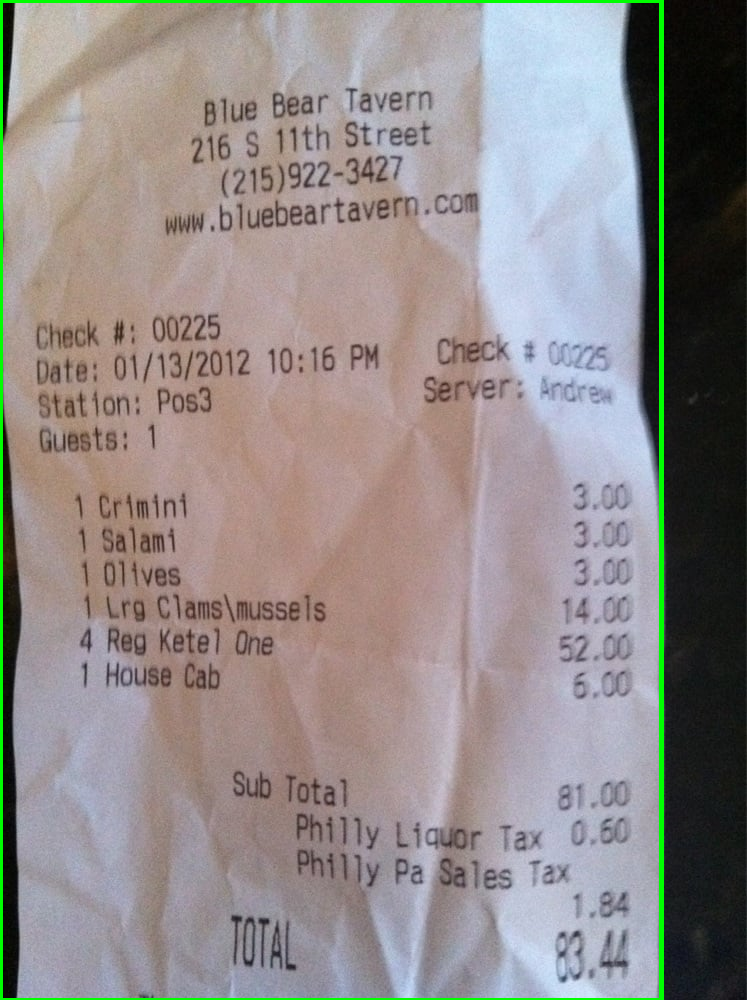 Blue Bear Tavern
216 S 11th Street
(215)922-3427
www.bluebeartavern.com
Check #: 00225
Date: 01/13/2012 10:16 PM Check # 00225
Station: Pos3 Server: Andrew
Guests: 1
1 Crimini 3.00
1 Salami 3.00
1 Olives 3.00
1 Lrg Clams\mussels 14.00
4 Reg Ketel One 52.00
1 House Cab 6.00
Sub Total 81.00
Philly Liquor Tax 0.60
Philly Pa Sales Tax
1.84
TOTAL 83.44